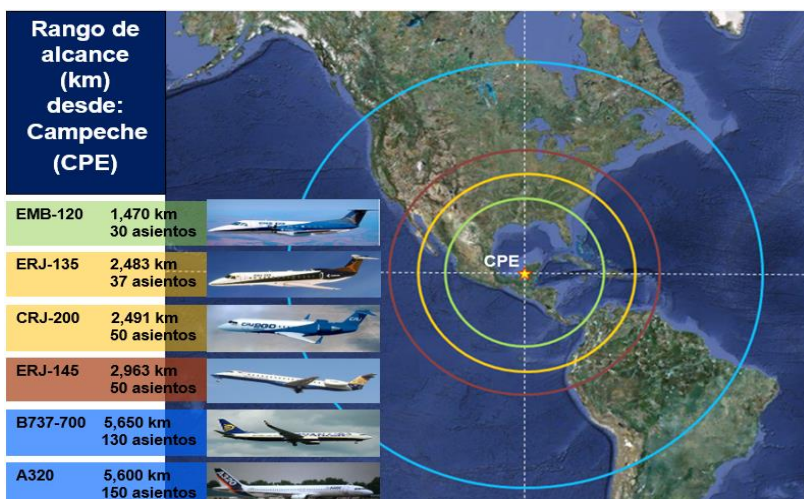 Rango de
alcance
(km)
desde:
Campeche
(CPE)
EMB-120 1,470 km
30 asientos
ERJ-135 2,483 km
37 asientos
CRJ-200 2,491 km
50 asientos
ERJ-145 2,963 km
50 asientos
B737-700 5,650 km
130 asientos
A320 5,600 km
150 asientos
CPE